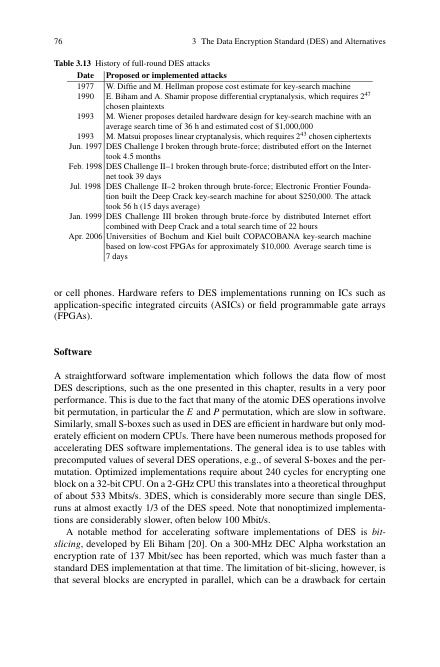 76
3 The Data Encryption Standard (DES) and Alternatives
Table 3.13 History of full-round DES attacks
Date Proposed or implemented attacks
1977 W. Diffie and M. Hellman propose cost estimate for key-search machine
1990 E. Biham and A. Shamir propose differential cryptanalysis, which requires 2^47
chosen plaintexts
1993 M. Wiener proposes detailed hardware design for key-search machine with an
average search time of 36 h and estimated cost of $1,000,000
1993 M. Matsui proposes linear cryptanalysis, which requires 2^43 chosen ciphertexts
Jun. 1997 DES Challenge I broken through brute-force; distributed effort on the Internet
took 4.5 months
Feb. 1998 DES Challenge II–1 broken through brute-force; distributed effort on the Inter-
net took 39 days
Jul. 1998 DES Challenge II–2 broken through brute-force; Electronic Frontier Founda-
tion built the Deep Crack key-search machine for about $250,000. The attack
took 56 h (15 days average)
Jan. 1999 DES Challenge III broken through brute-force by distributed Internet effort
combined with Deep Crack and a total search time of 22 hours
Apr. 2006 Universities of Bochum and Kiel built COPACOBANA key-search machine
based on low-cost FPGAs for approximately $10,000. Average search time is
7 days
or cell phones. Hardware refers to DES implementations running on ICs such as
application-specific integrated circuits (ASICs) or field programmable gate arrays
(FPGAs).
Software
A straightforward software implementation which follows the data flow of most
DES descriptions, such as the one presented in this chapter, results in a very poor
performance. This is due to the fact that many of the atomic DES operations involve
bit permutation, in particular the E and P permutation, which are slow in software.
Similarly, small S-boxes such as used in DES are efficient in hardware but only mod-
erately efficient on modern CPUs. There have been numerous methods proposed for
accelerating DES software implementations. The general idea is to use tables with
precomputed values of several DES operations, e.g., of several S-boxes and the per-
mutation. Optimized implementations require about 240 cycles for encrypting one
block on a 32-bit CPU. On a 2-GHz CPU this translates into a theoretical throughput
of about 533 Mbits/s. 3DES, which is considerably more secure than single DES,
runs at almost exactly 1/3 of the DES speed. Note that nonoptimized implementa-
tions are considerably slower, often below 100 Mbit/s.
A notable method for accelerating software implementations of DES is bit-
slicing, developed by Eli Biham [20]. On a 300-MHz DEC Alpha workstation an
encryption rate of 137 Mbit/sec has been reported, which was much faster than a
standard DES implementation at that time. The limitation of bit-slicing, however, is
that several blocks are encrypted in parallel, which can be a drawback for certain